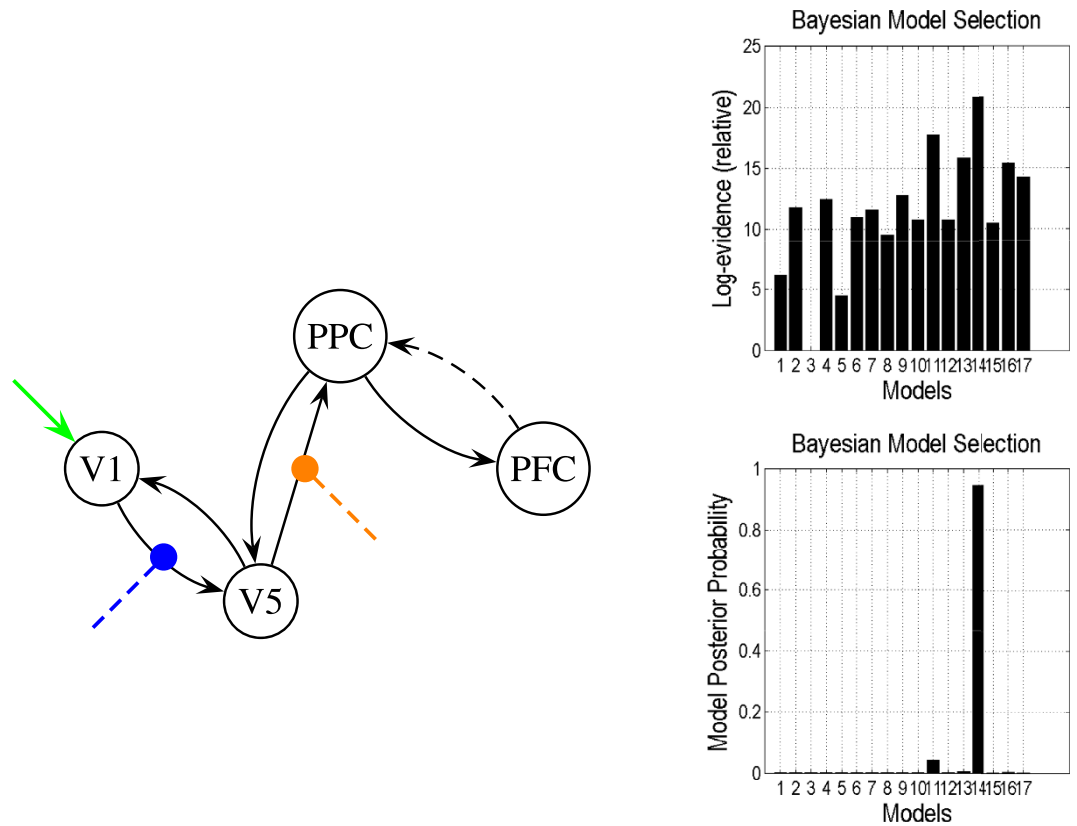 PPC
PFC
V1
V5
Bayesian Model Selection
Log-evidence (relative)
25
20
15
10
5
0
1 2 3 4 5 6 7 8 9 10 11 12 13 14 15 16 17
Models
Bayesian Model Selection
Model Posterior Probability
1
0.8
0.6
0.4
0.2
0
1 2 3 4 5 6 7 8 9 10 11 12 13 14 15 16 17
Models